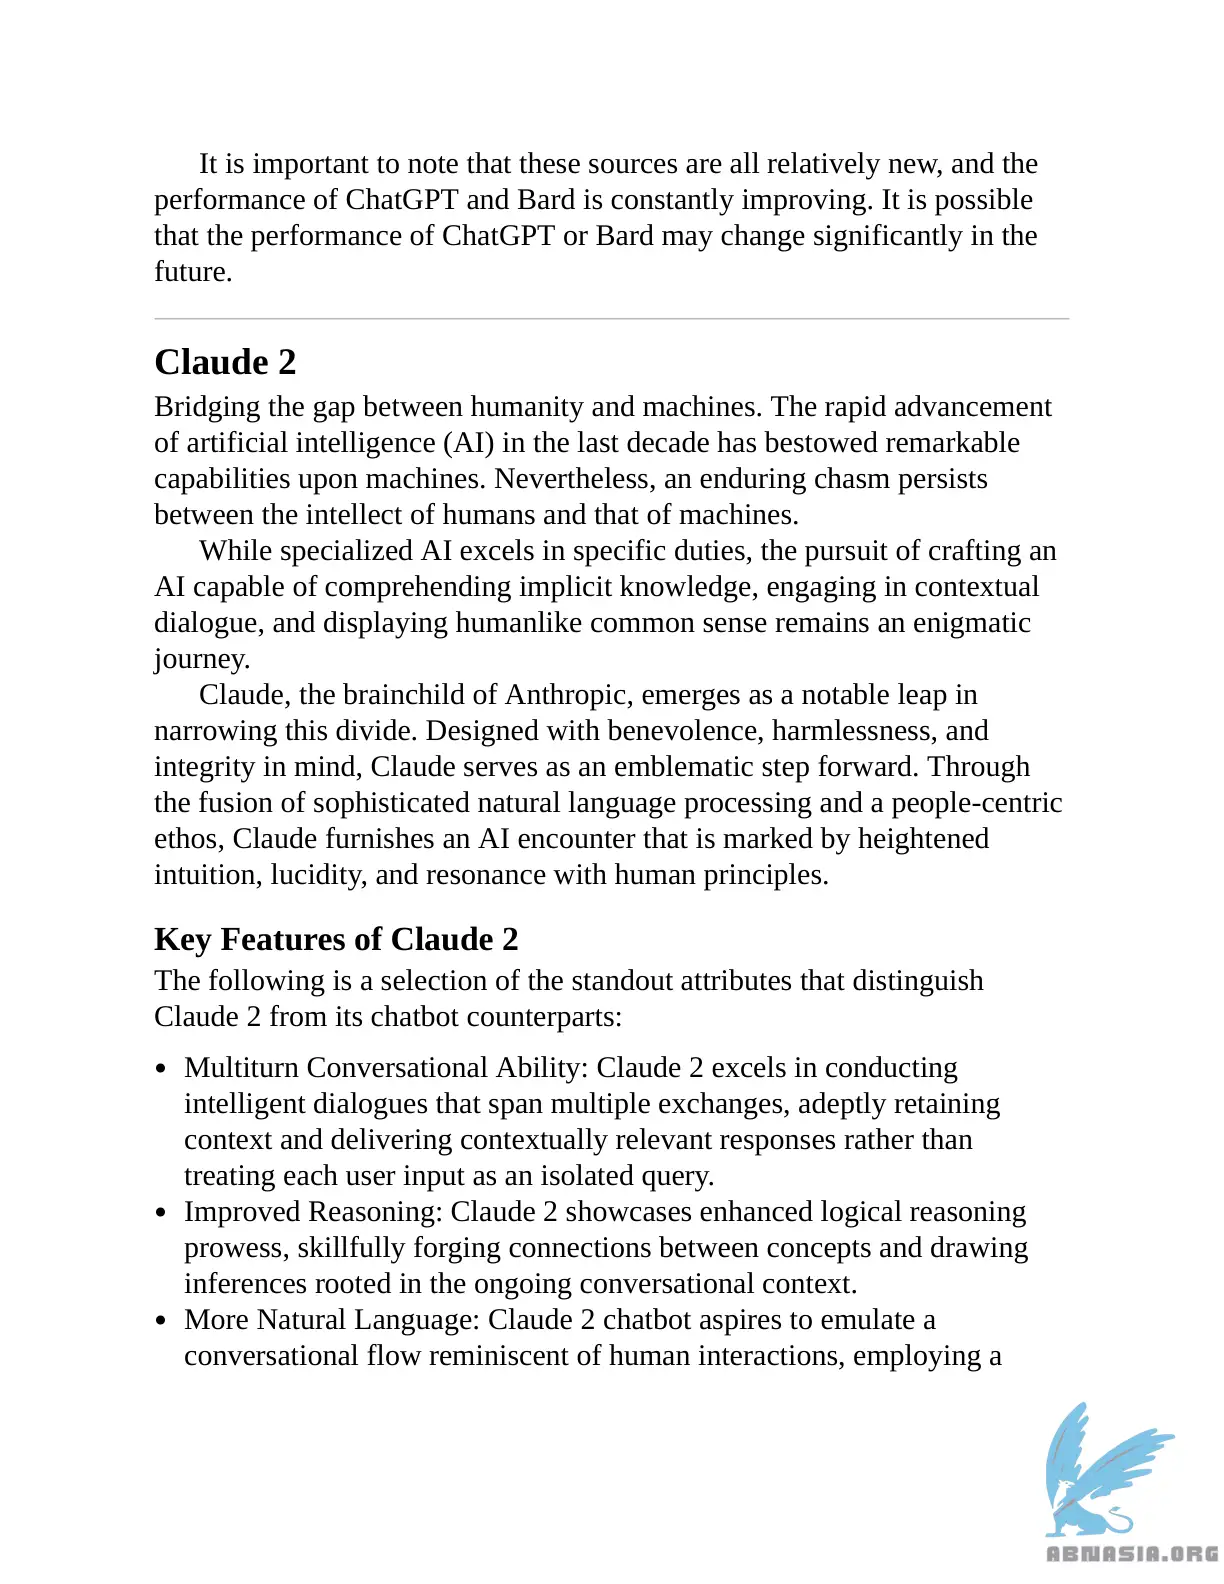 It is important to note that these sources are all relatively new, and the
performance of ChatGPT and Bard is constantly improving. It is possible
that the performance of ChatGPT or Bard may change significantly in the
future.
Claude 2
Bridging the gap between humanity and machines. The rapid advancement
of artificial intelligence (AI) in the last decade has bestowed remarkable
capabilities upon machines. Nevertheless, an enduring chasm persists
between the intellect of humans and that of machines.
While specialized AI excels in specific duties, the pursuit of crafting an
AI capable of comprehending implicit knowledge, engaging in contextual
dialogue, and displaying humanlike common sense remains an enigmatic
journey.
Claude, the brainchild of Anthropic, emerges as a notable leap in
narrowing this divide. Designed with benevolence, harmlessness, and
integrity in mind, Claude serves as an emblematic step forward. Through
the fusion of sophisticated natural language processing and a people-centric
ethos, Claude furnishes an AI encounter that is marked by heightened
intuition, lucidity, and resonance with human principles.
Key Features of Claude 2
The following is a selection of the standout attributes that distinguish
Claude 2 from its chatbot counterparts:
• Multiturn Conversational Ability: Claude 2 excels in conducting
intelligent dialogues that span multiple exchanges, adeptly retaining
context and delivering contextually relevant responses rather than
treating each user input as an isolated query.
• Improved Reasoning: Claude 2 showcases enhanced logical reasoning
prowess, skillfully forging connections between concepts and drawing
inferences rooted in the ongoing conversational context.
• More Natural Language: Claude 2 chatbot aspires to emulate a
conversational flow reminiscent of human interactions, employing a
ABNASIA.ORG